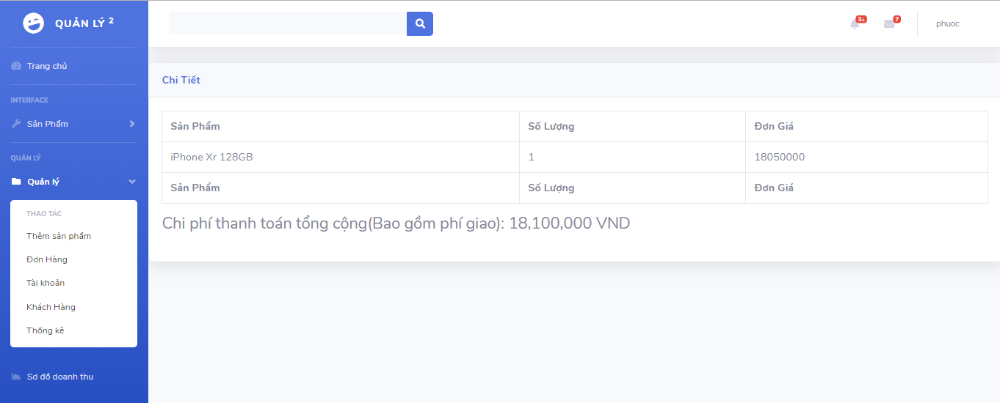 QUẢN LÝ 2
3+
7
phuoc
Trang chủ
Chi Tiết
INTERFACE
Sản Phẩm
Sản Phẩm Số Lượng Đơn Giá
iPhone Xr 128GB 1 18050000
Sản Phẩm Số Lượng Đơn Giá
Chi phí thanh toán tổng cộng(Bao gồm phí giao): 18,100,000 VND
QUẢN LÝ
Quản lý
THAO TÁC
Thêm sản phẩm
Đơn Hàng
Tài khoản
Khách Hàng
Thống kê
Sơ đồ doanh thu